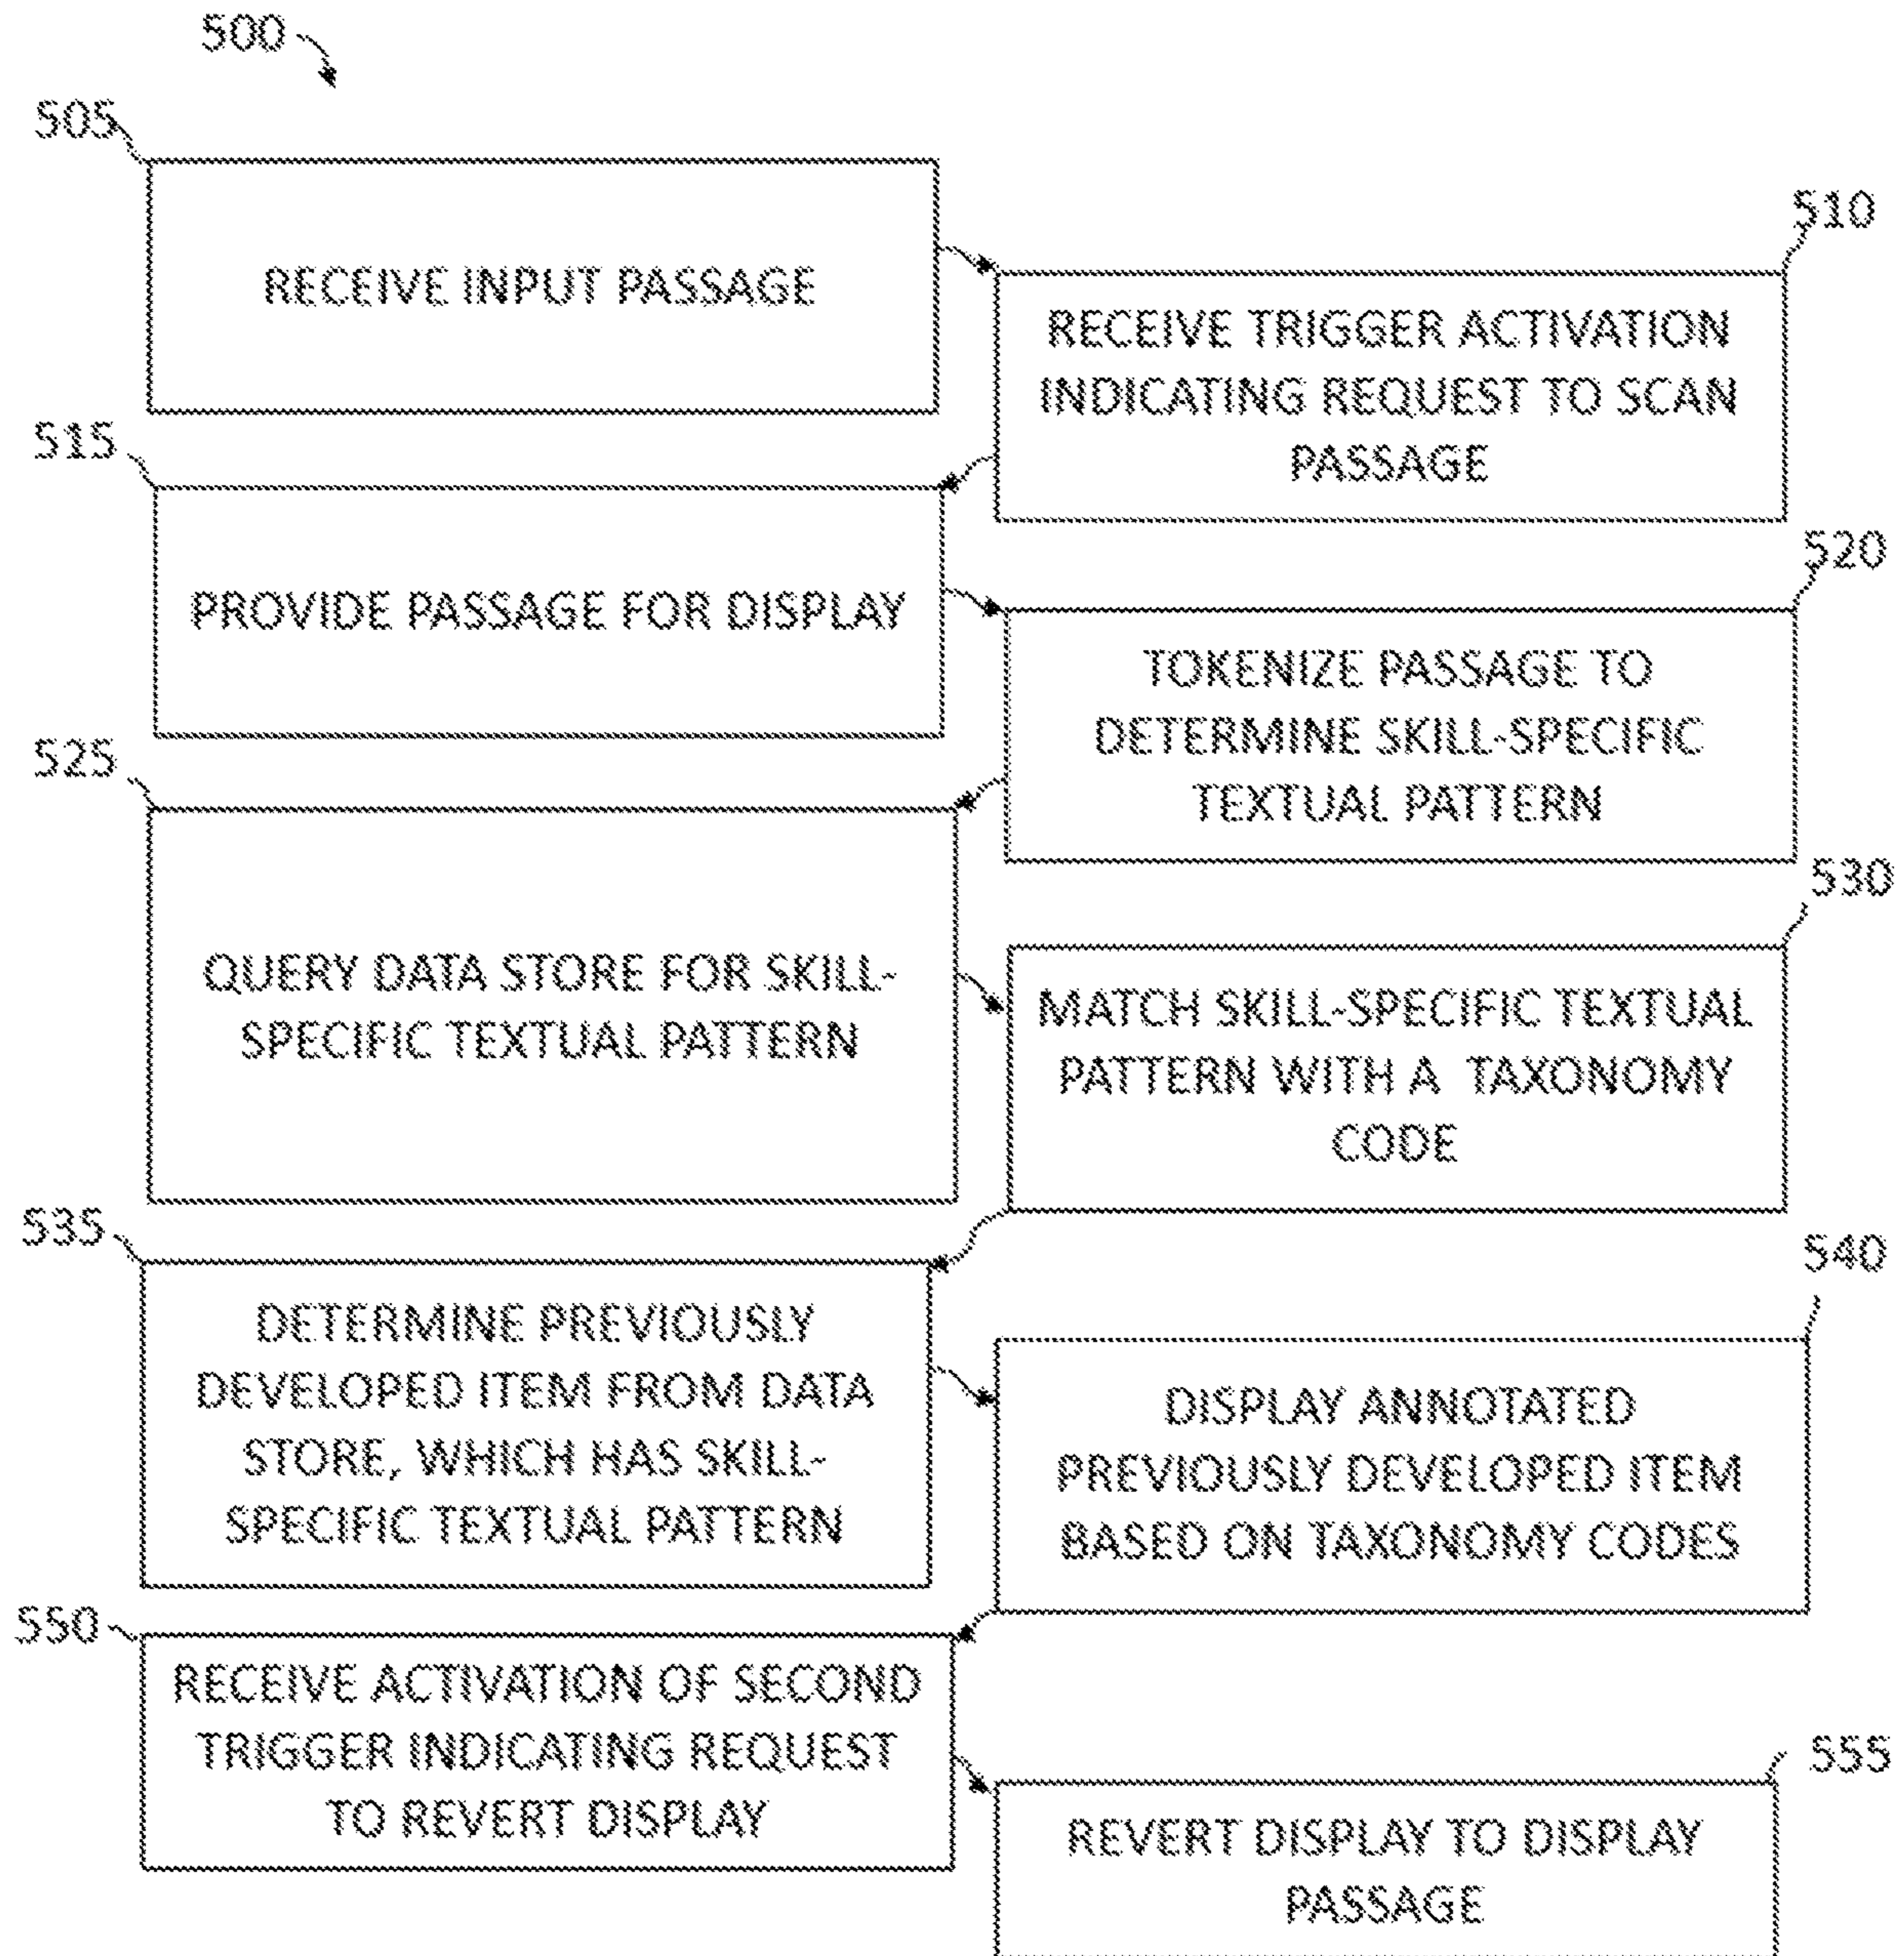 500
505
RECEIVE INPUT PASSAGE
510
RECEIVE TRIGGER ACTIVATION
INDICATING REQUEST TO SCAN
PASSAGE
515
PROVIDE PASSAGE FOR DISPLAY
520
TOKENIZE PASSAGE TO
DETERMINE SKILL-SPECIFIC
TEXTUAL PATTERN
525
QUERY DATA STORE FOR SKILL-
SPECIFIC TEXTUAL PATTERN
530
MATCH SKILL-SPECIFIC TEXTUAL
PATTERN WITH A TAXONOMY
CODE
535
DETERMINE PREVIOUSLY
DEVELOPED ITEM FROM DATA
STORE, WHICH HAS SKILL-
SPECIFIC TEXTUAL PATTERN
540
DISPLAY ANNOTATED
PREVIOUSLY DEVELOPED ITEM
BASED ON TAXONOMY CODES
550
RECEIVE ACTIVATION OF SECOND
TRIGGER INDICATING REQUEST
TO REVERT DISPLAY
555
REVERT DISPLAY TO DISPLAY
PASSAGE